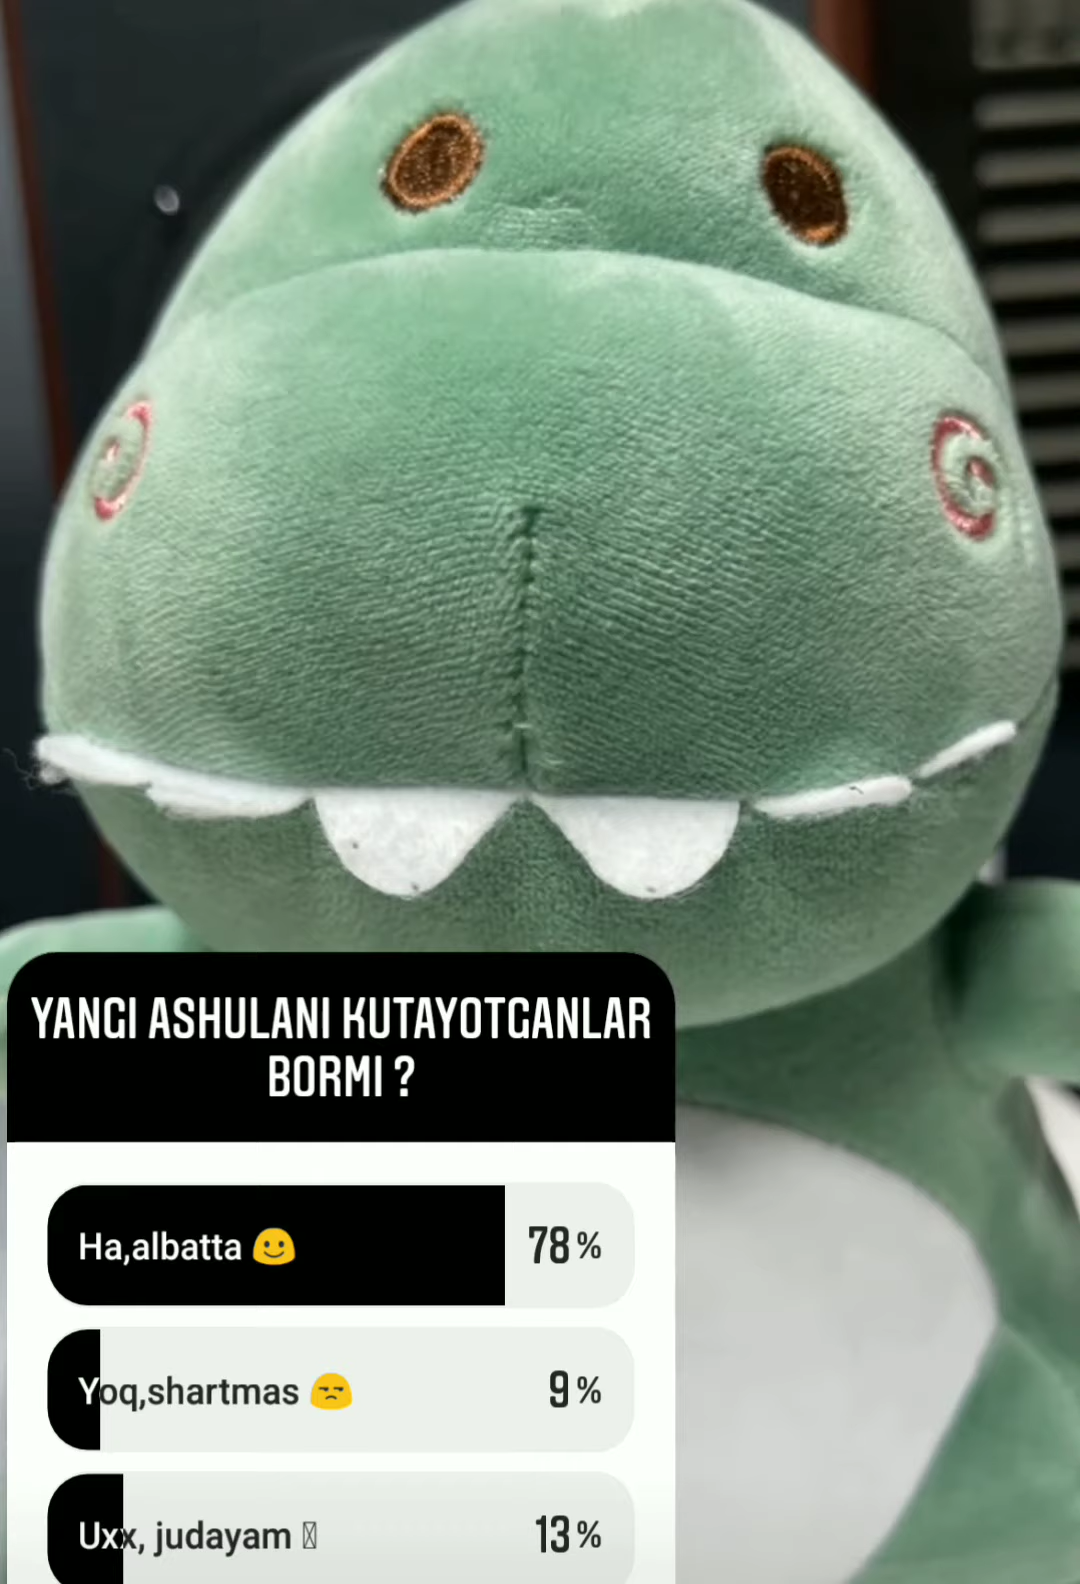 YANGI ASHULANI KUTAYOTGANLAR
BORMI ?
Ha,albatta 🙂 78%
Yoq,shartmas 😒 9%
Uxx, judayam 13%